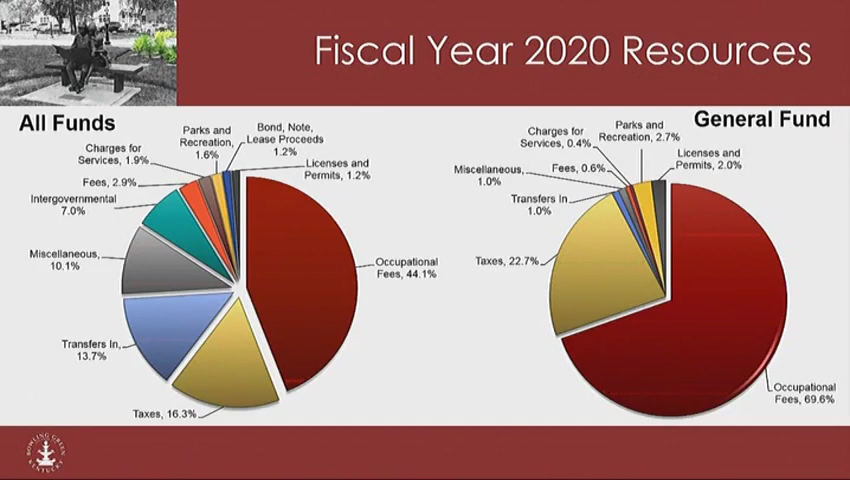 Fiscal Year 2020 Resources
All Funds
Parks and
Recreation,
1.6%
Bond, Note,
Lease Proceeds
1.2%
Charges for
Services, 1.9%
Licenses and
Permits, 1.2%
Fees, 2.9%
Intergovernmental
7.0%
Miscellaneous,
10.1%
Occupational
Fees, 44.1%
Transfers In,
13.7%
Taxes, 16.3%
General Fund
Charges for
Services, 0.4%
Parks and
Recreation, 2.7%
Licenses and
Permits, 2.0%
Fees, 0.6%
Miscellaneous,
1.0%
Transfers In
1.0%
Taxes, 22.7%
Occupational
Fees, 69.6%
BOWLING GREEN
KENTUCKY